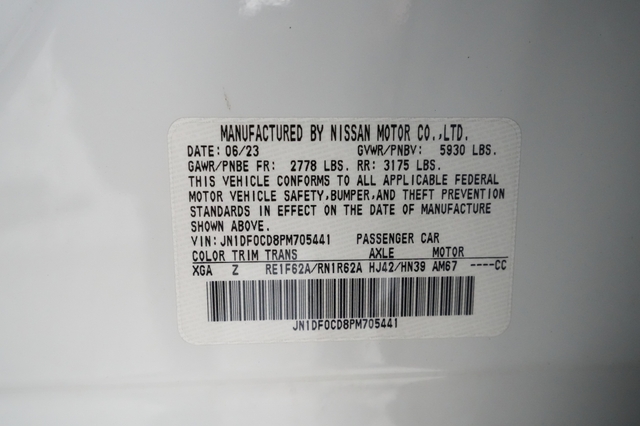 MANUFACTURED BY NISSAN MOTOR CO.,LTD.
DATE: 06/23 GVWR/PNBV: 5930 LBS.
GAWR/PNBE FR: 2778 LBS. RR: 3175 LBS.
THIS VEHICLE CONFORMS TO ALL APPLICABLE FEDERAL
MOTOR VEHICLE SAFETY,BUMPER,AND THEFT PREVENTION
STANDARDS IN EFFECT ON THE DATE OF MANUFACTURE
SHOWN ABOVE.
VIN: JN1DF0CD8PM705441 PASSENGER CAR
COLOR TRIM TRANS AXLE MOTOR
XGA Z RE1F62A/RN1R62A HJ42/HN39 AM67 ----CC
JN1DF0CD8PM705441